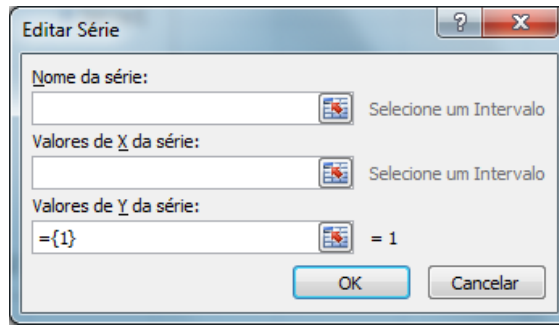 Editar Série
?
X
Nome da série:
Selecione um Intervalo
Valores de X da série:
Selecione um Intervalo
Valores de Y da série:
={1}
= 1
OK
Cancelar